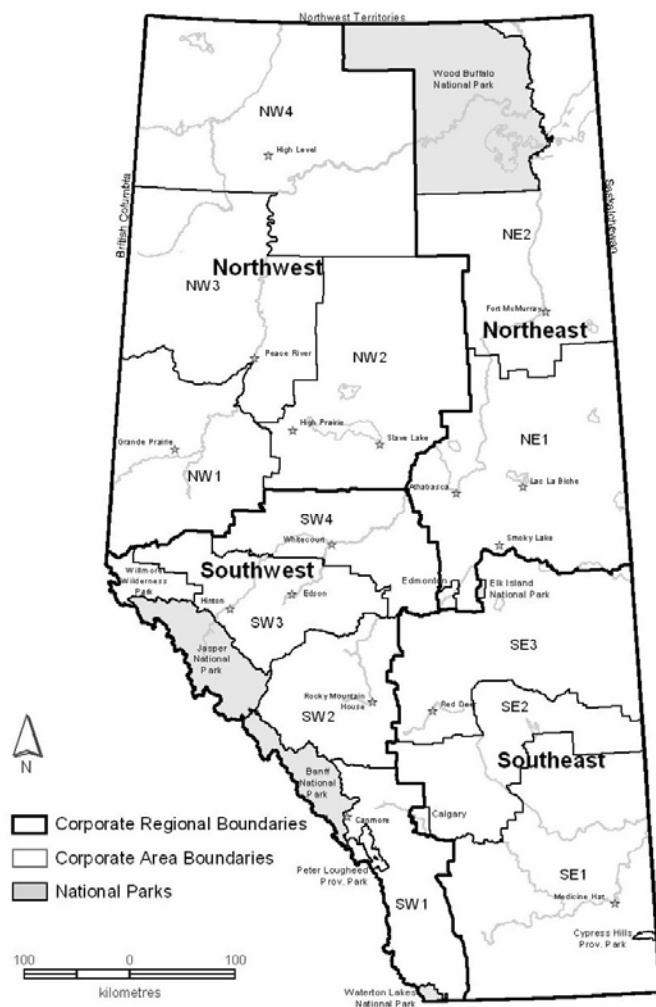 Northwest Territories
Wood Buffalo
National Park
NW4
High Level
British Columbia
Saskatchewan
NE2
Northwest
NW3
Fort McMurray
Northeast
Peace River
NW2
High Prairie
Slave Lake
Grande Prairie
NE1
NW1
Athabasca
Lac La Biche
SW4
Whitecourt
Smoky Lake
Willmore
Wilderness
Park
Southwest
Edmonton
Elk Island
National Park
Hinton
Edson
SW3
Jasper
National
Park
SE3
Rocky Mountain
House
SW2
Red Deer
SE2
Southeast
N
Banff
National
Park
Canmore
Calgary
Corporate Regional Boundaries
Corporate Area Boundaries
National Parks
Peter Lougheed
Prov. Park
SE1
Medicine Hat
SW1
Cypress Hills
Prov. Park
100 0 100
kilometres
Waterton Lakes
National Park